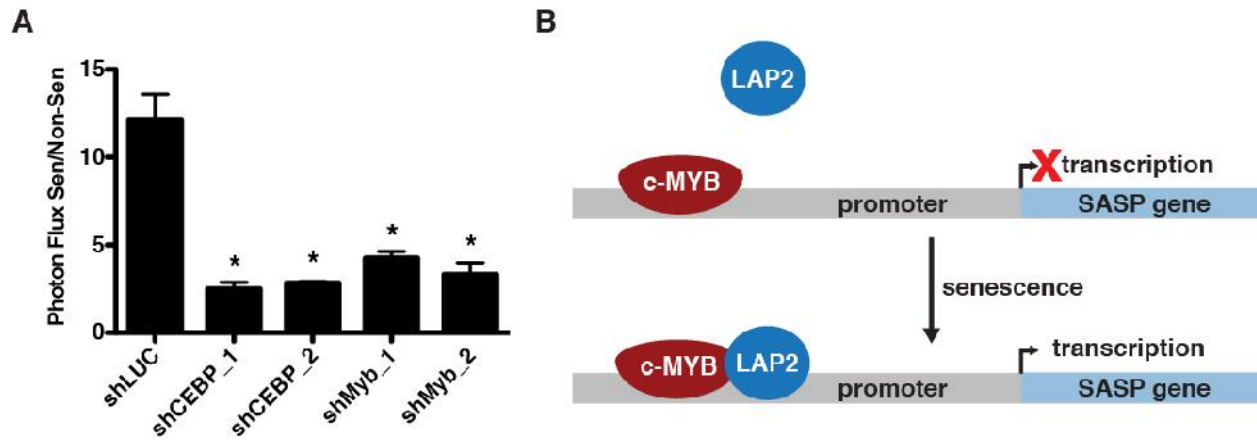 A
Photon Flux Sen/Non-Sen
15
10
5
0
*
*
*
*
shLUC
shCEBP_1
shCEBP_2
shMyb_1
shMyb_2
B
LAP2
c-MYB
X transcription
promoter
SASP gene
senescence
c-MYB
LAP2
transcription
promoter
SASP gene